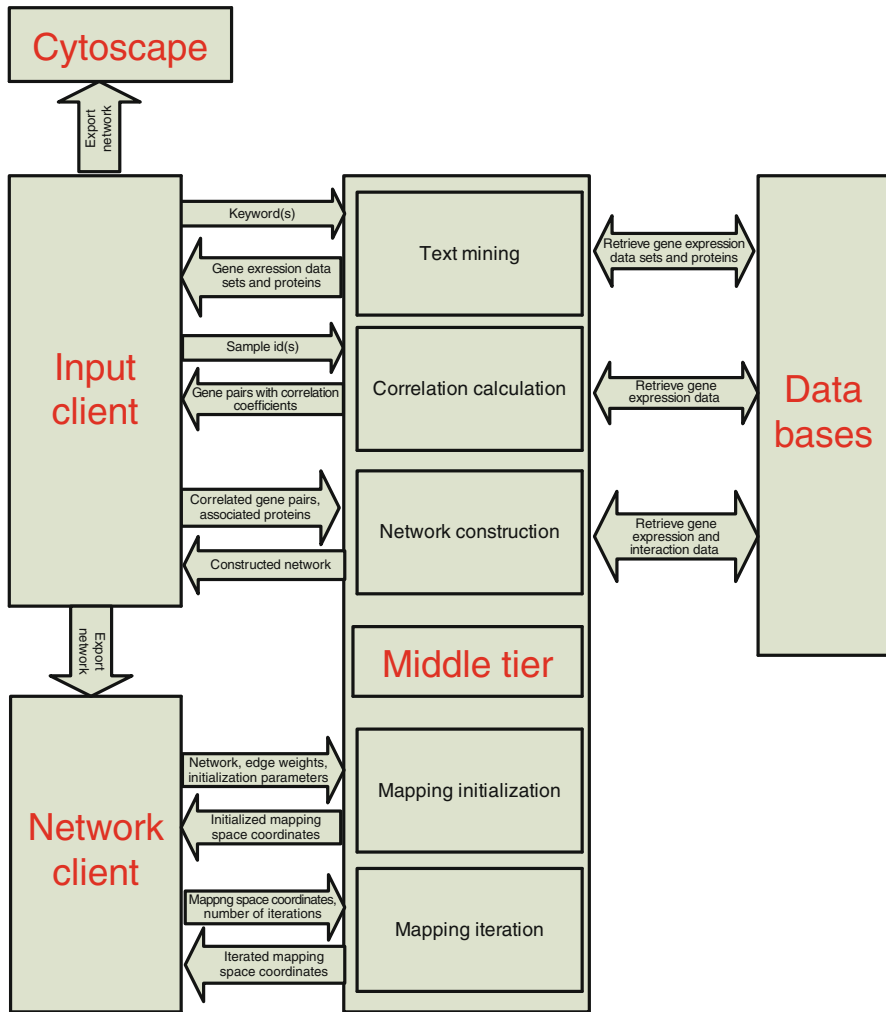 Cytoscape
Export
network
Keyword(s)
Text mining
Retrieve gene expression
data sets and proteins
Gene exression data
sets and proteins
Sample id(s)
Input
client
Correlation calculation
Gene pairs with correlation
coefficients
Retrieve gene
expression data
Data
bases
Correlated gene pairs,
associated proteins
Network construction
Retrieve gene
expression and
interaction data
Constructed network
Export
network
Middle tier
Network, edge weights,
initialization parameters
Mapping initialization
Initialized mapping
space coordinates
Network
client
Mappng space coordinates,
number of iterations
Mapping iteration
Iterated mapping
space coordinates